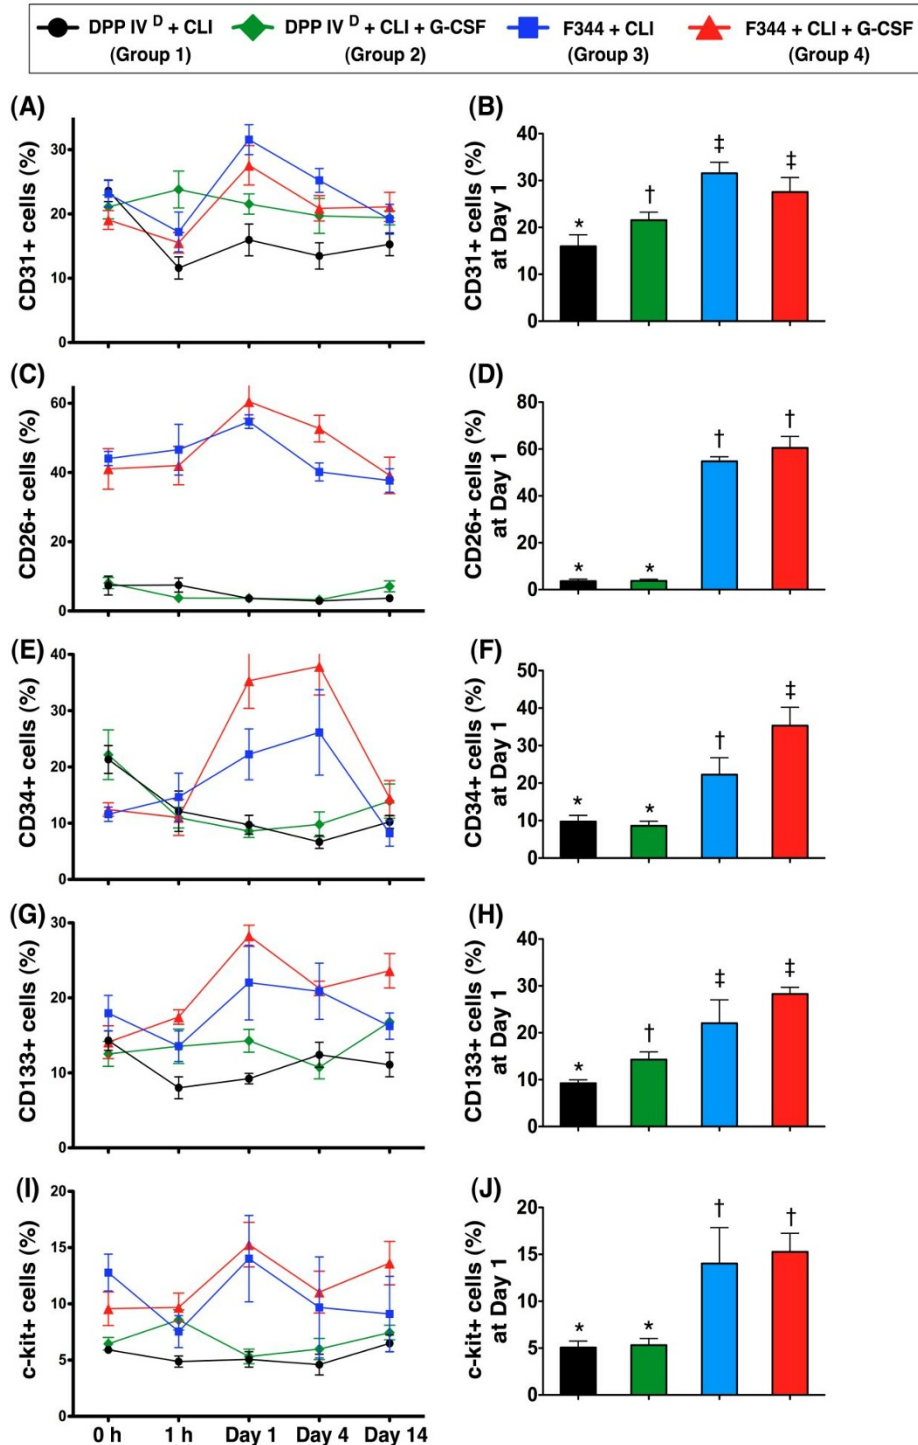 DPP IV D + CLI DPP IV D + CLI + G-CSF F344 + CLI F344 + CLI + G-CSF
(Group 1) (Group 2) (Group 3) (Group 4)
(A)
CD31+ cells (%)
30
20
10
0
(B)
CD31+ cells (%)
at Day 1
40
30
20
10
0
* † ‡ ‡
(C)
CD26+ cells (%)
60
40
20
0
(D)
CD26+ cells (%)
at Day 1
80
60
40
20
0
* * † †
(E)
CD34+ cells (%)
40
30
20
10
0
(F)
CD34+ cells (%)
at Day 1
50
40
30
20
10
0
* * † ‡
(G)
CD133+ cells (%)
30
20
10
0
(H)
CD133+ cells (%)
at Day 1
40
30
20
10
0
* † ‡ ‡
(I)
c-kit+ cells (%)
20
15
10
5
0
0 h 1 h Day 1 Day 4 Day 14
(J)
c-kit+ cells (%)
at Day 1
20
15
10
5
0
* * † †